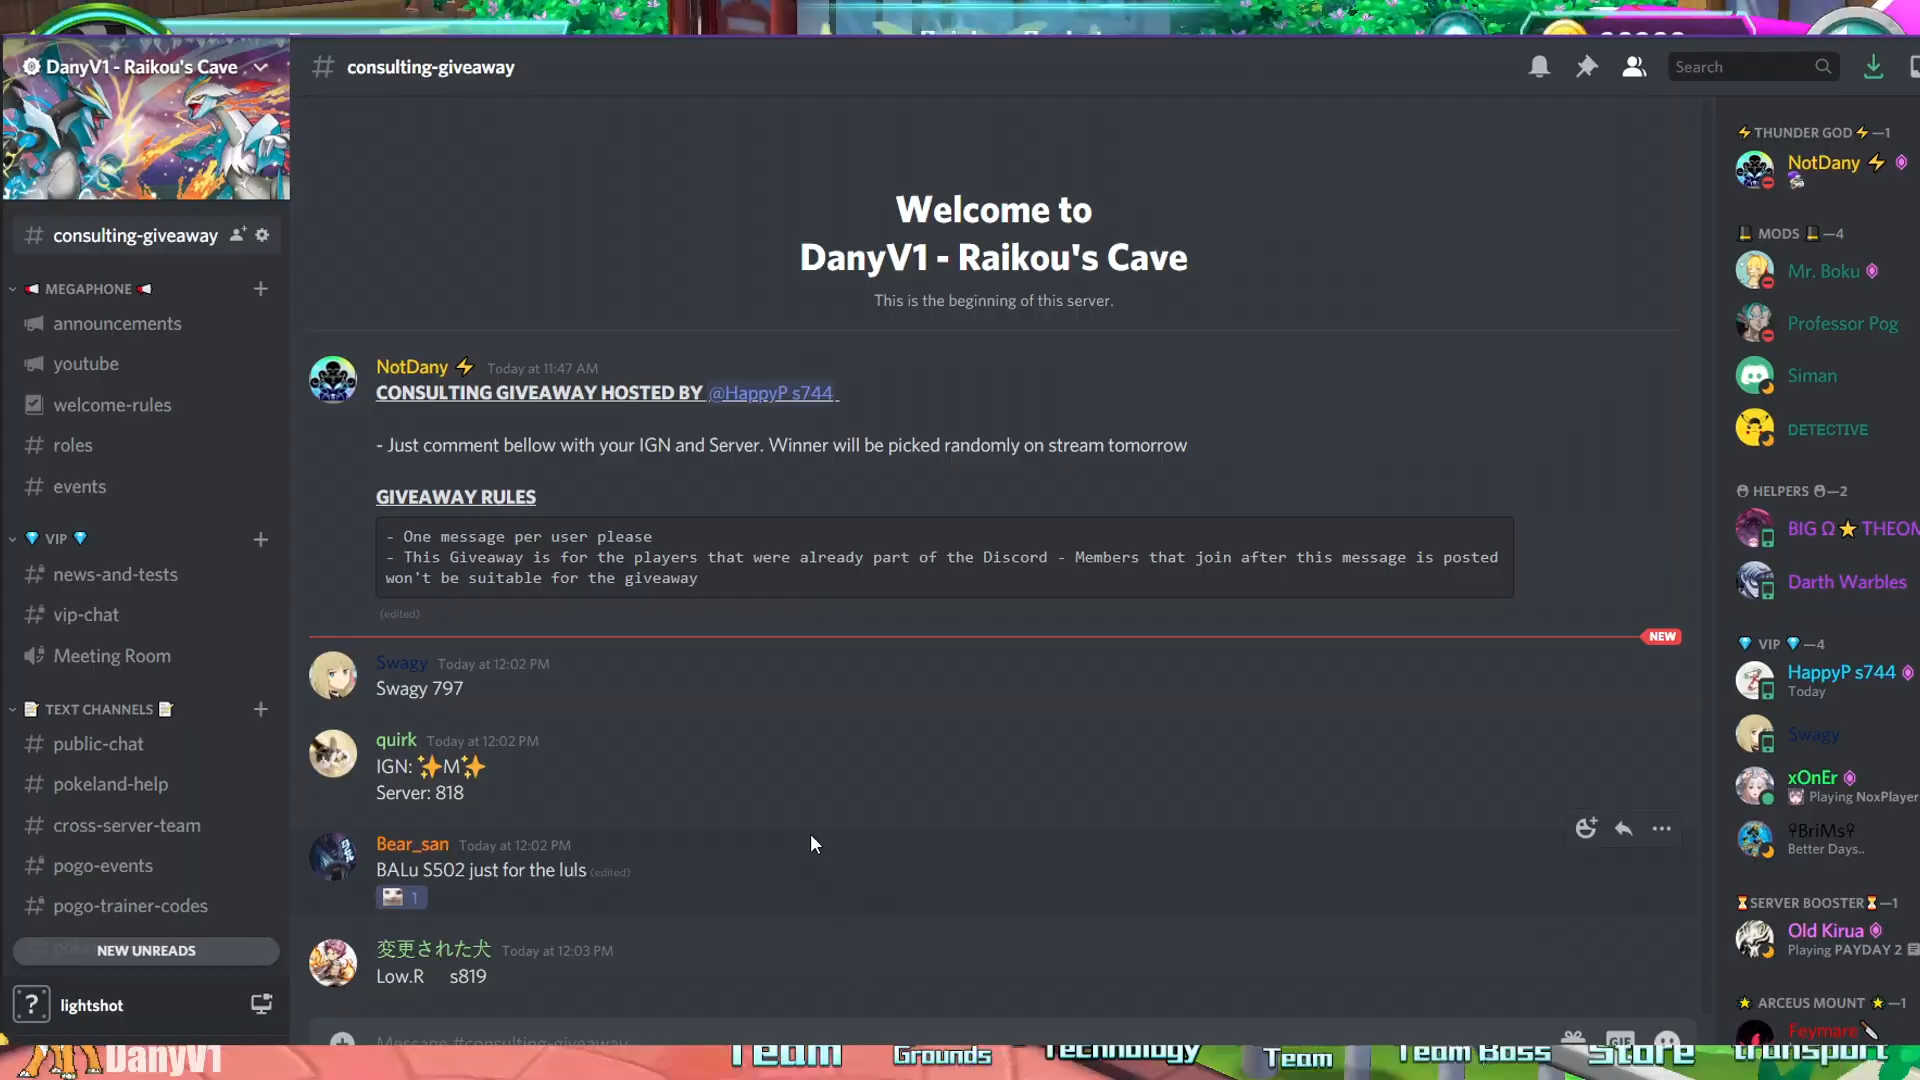 DanyV1 - Raikou's Cave
consulting-giveaway
Search
consulting-giveaway
MEGAPHONE
announcements
youtube
welcome-rules
roles
events
VIP
news-and-tests
vip-chat
Meeting Room
TEXT CHANNELS
public-chat
pokeland-help
cross-server-team
pogo-events
pogo-trainer-codes
NEW UNREADS
lightshot
Welcome to
DanyV1 - Raikou's Cave
This is the beginning of this server.
NotDany ⚡ Today at 11:47 AM
CONSULTING GIVEAWAY HOSTED BY @HappyP s744
- Just comment bellow with your IGN and Server. Winner will be picked randomly on stream tomorrow
GIVEAWAY RULES
- One message per user please
- This Giveaway is for the players that were already part of the Discord - Members that join after this message is posted
won't be suitable for the giveaway
(edited)
NEW
Swagy Today at 12:02 PM
Swagy 797
quirk Today at 12:02 PM
IGN: ✨M✨
Server: 818
Bear_san Today at 12:02 PM
BALu S502 just for the luls (edited)
1
変更された犬 Today at 12:03 PM
Low.R s819
Message #consulting-giveaway
⚡THUNDER GOD⚡—1
NotDany ⚡
MODS —4
Mr. Boku
Professor Pog
Siman
DETECTIVE
HELPERS —2
BIG Ω⭐THEOM
Darth Warbles
VIP —4
HappyP s744
Today
Swagy
xOnEr
Playing NoxPlayer
♀BriMs♀
Better Days..
⏳SERVER BOOSTER⏳—1
Old Kirua
Playing PAYDAY 2
ARCEUS MOUNT —1
Feymare
DanyV1
Team
Grounds
Technology
Team
Team Boss
Store
Transport